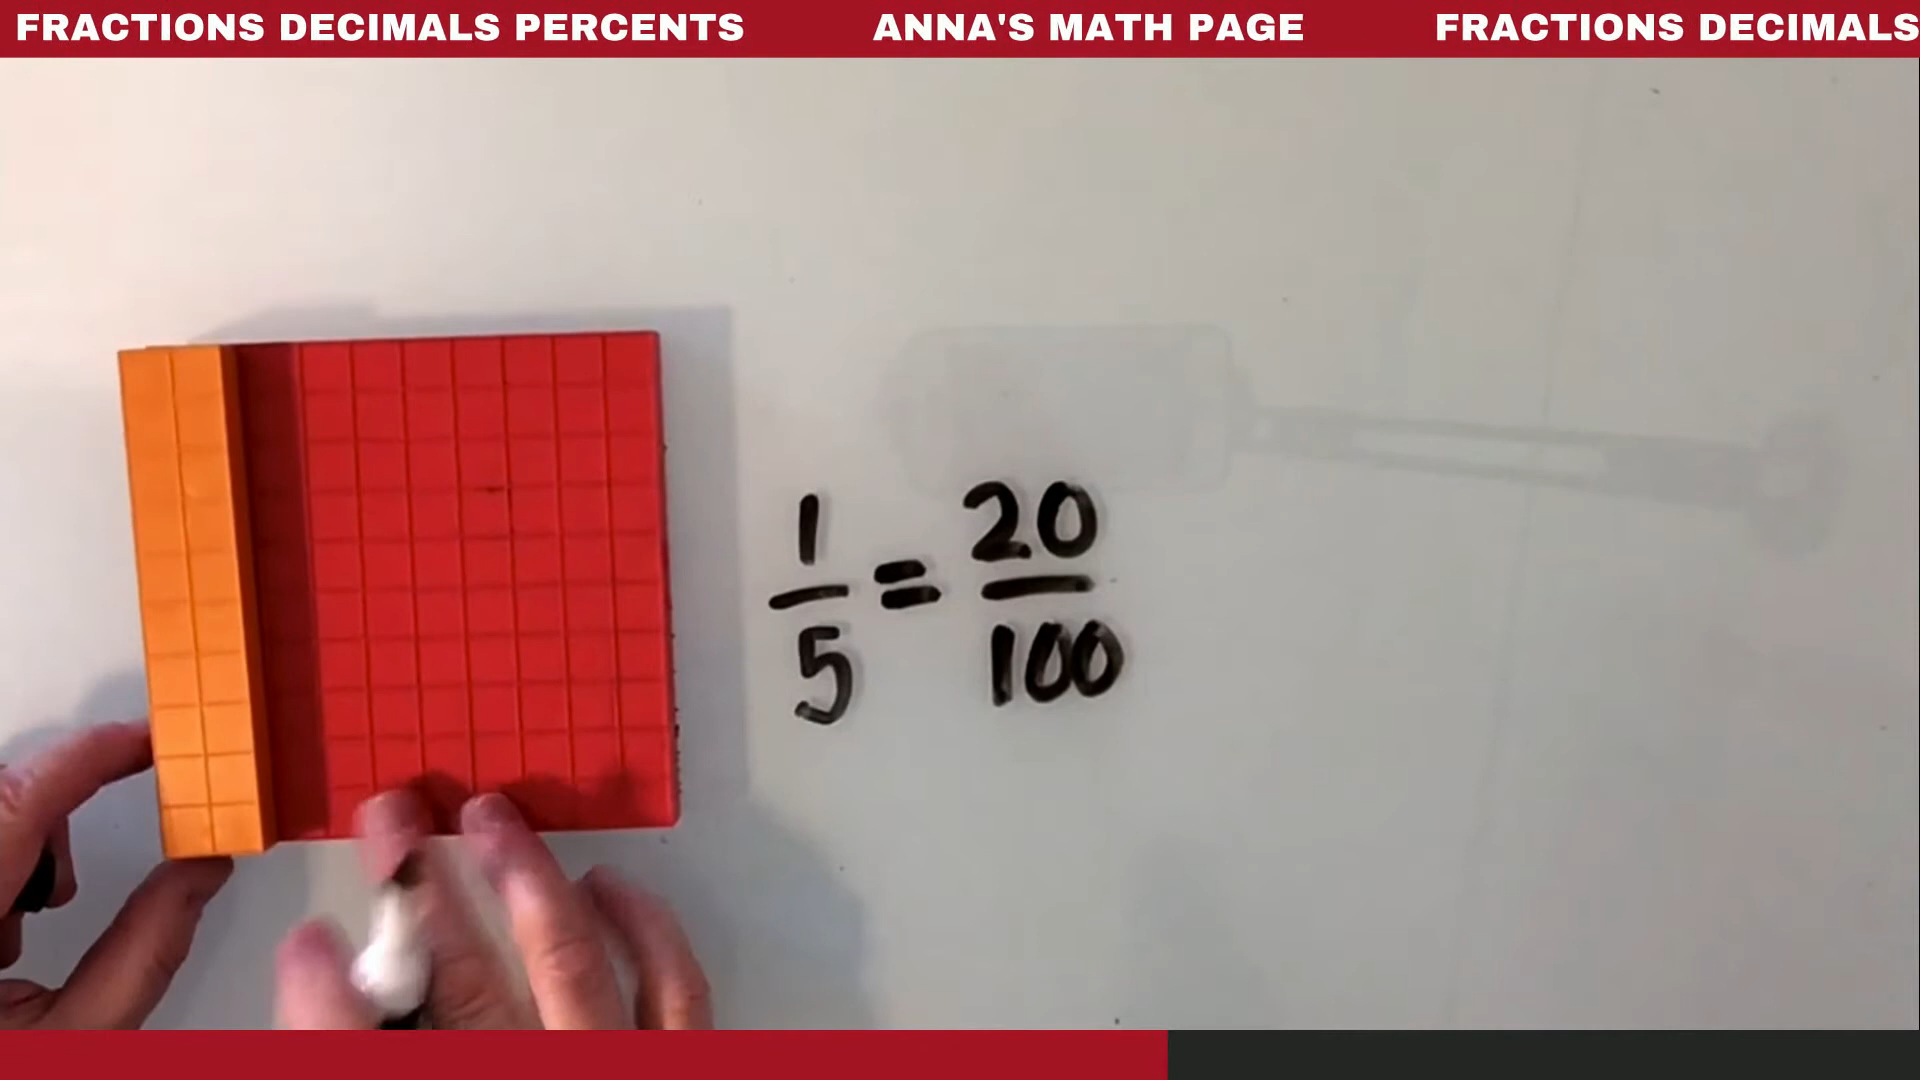 FRACTIONS DECIMALS PERCENTS ANNA'S MATH PAGE FRACTIONS DECIMALS
1/5 = 20/100